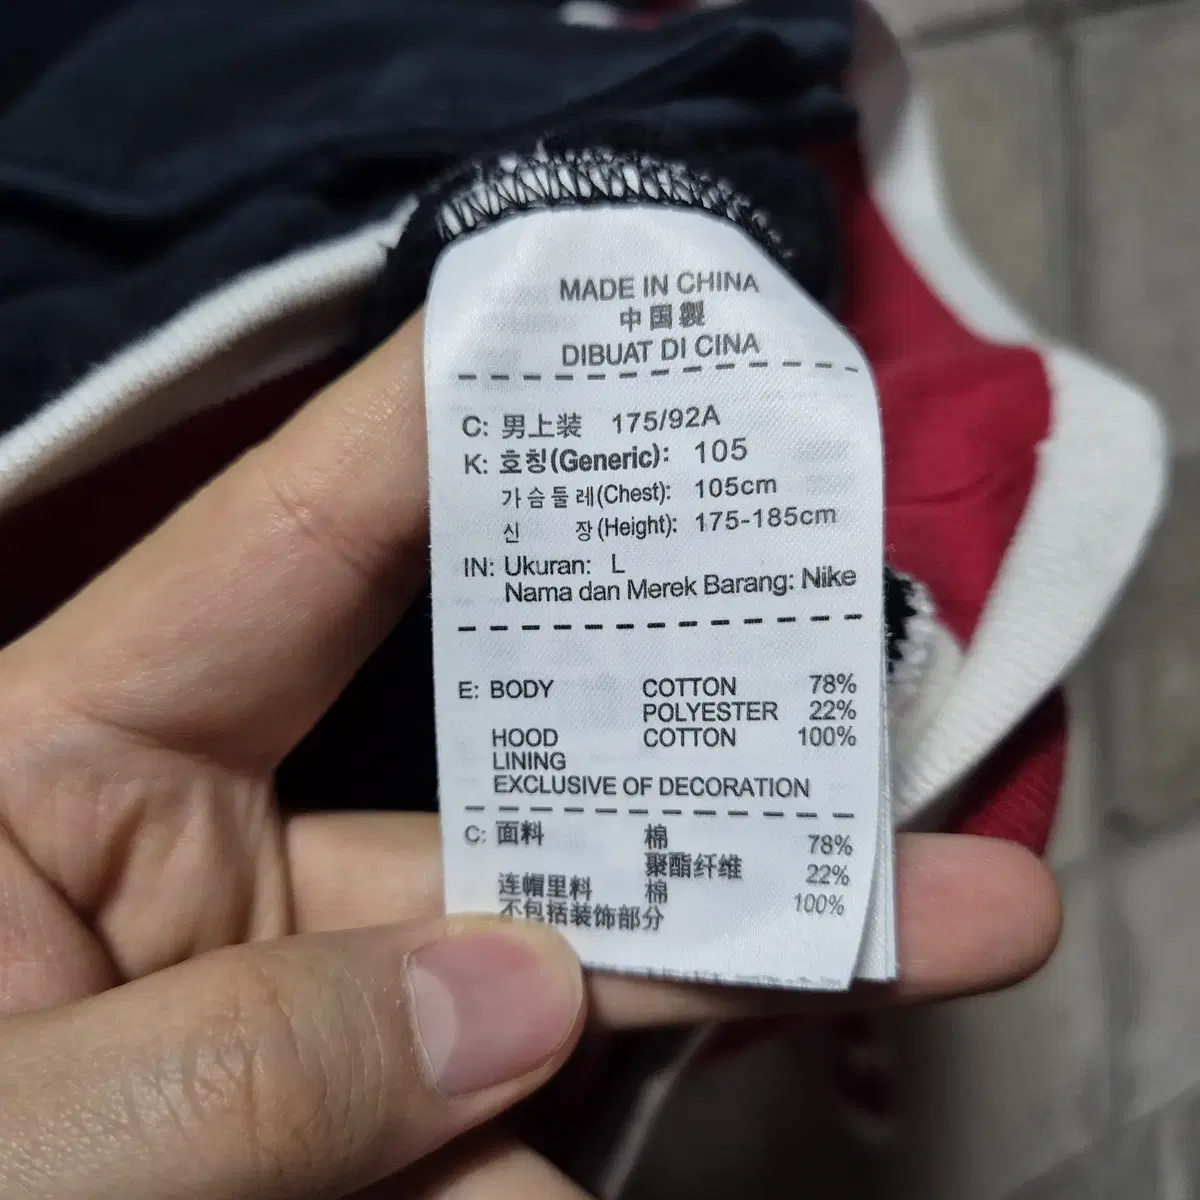 MADE IN CHINA
中国製
DIBUAT DI CINA
C: 男上装 175/92A
K: 호칭(Generic): 105
가슴둘레(Chest): 105cm
신 장(Height): 175-185cm
IN: Ukuran: L
Nama dan Merek Barang: Nike
E: BODY COTTON 78%
POLYESTER 22%
HOOD COTTON 100%
LINING
EXCLUSIVE OF DECORATION
C: 面料 棉 78%
聚酯纤维 22%
连帽里料 棉 100%
不包括装饰部分